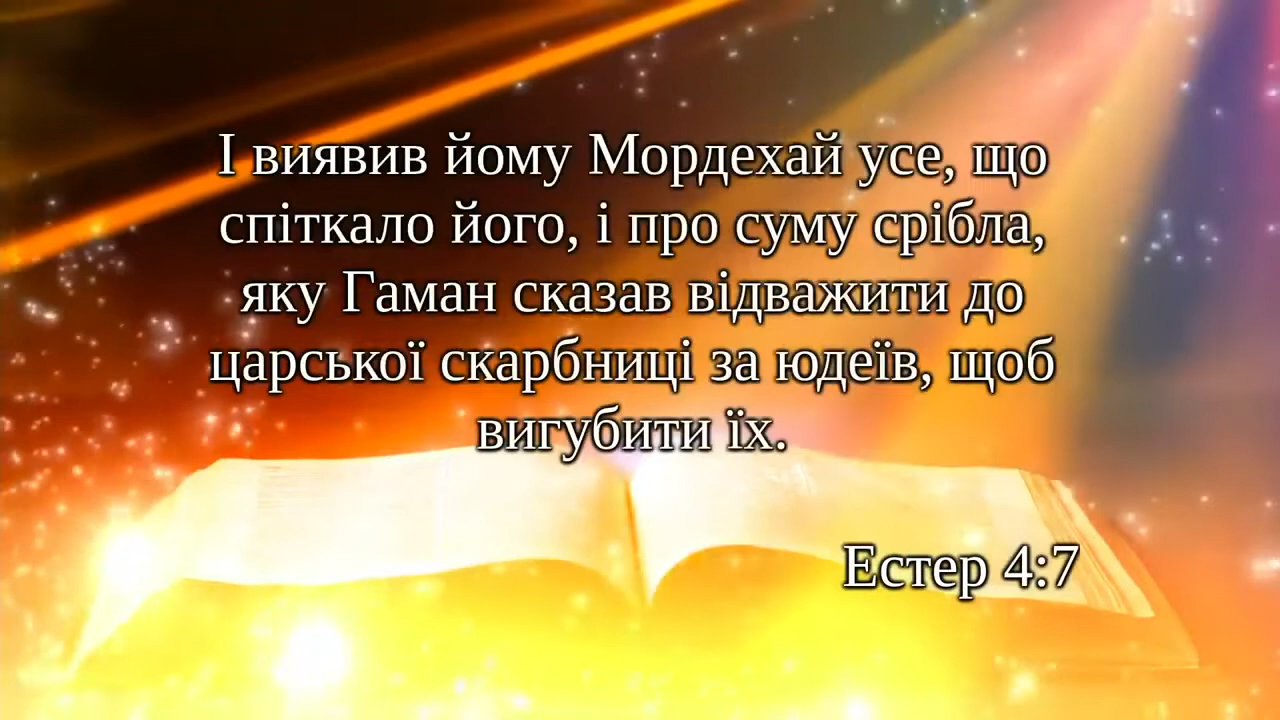 І виявив йому Мордехай усе, що
спіткало його, і про суму срібла,
яку Гаман сказав відважити до
царської скарбниці за юдеїв, щоб
вигубити їх.
Естер 4:7